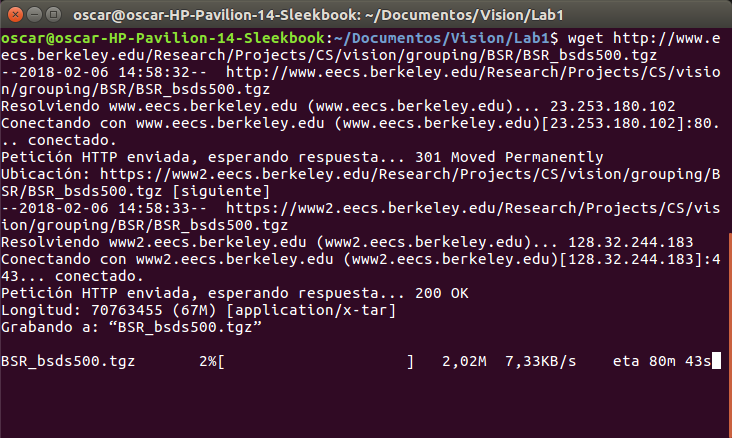 oscar@oscar-HP-Pavilion-14-Sleekbook: ~/Documentos/Vision/Lab1
oscar@oscar-HP-Pavilion-14-Sleekbook:~/Documentos/Vision/Lab1$ wget http://www.e
ecs.berkeley.edu/Research/Projects/CS/vision/grouping/BSR/BSR_bsds500.tgz
--2018-02-06 14:58:32--  http://www.eecs.berkeley.edu/Research/Projects/CS/visio
n/grouping/BSR/BSR_bsds500.tgz
Resolviendo www.eecs.berkeley.edu (www.eecs.berkeley.edu)... 23.253.180.102
Conectando con www.eecs.berkeley.edu (www.eecs.berkeley.edu)[23.253.180.102]:80.
.. conectado.
Petición HTTP enviada, esperando respuesta... 301 Moved Permanently
Ubicación: https://www2.eecs.berkeley.edu/Research/Projects/CS/vision/grouping/B
SR/BSR_bsds500.tgz [siguiente]
--2018-02-06 14:58:33--  https://www2.eecs.berkeley.edu/Research/Projects/CS/vis
ion/grouping/BSR/BSR_bsds500.tgz
Resolviendo www2.eecs.berkeley.edu (www2.eecs.berkeley.edu)... 128.32.244.183
Conectando con www2.eecs.berkeley.edu (www2.eecs.berkeley.edu)[128.32.244.183]:4
43... conectado.
Petición HTTP enviada, esperando respuesta... 200 OK
Longitud: 70763455 (67M) [application/x-tar]
Grabando a: “BSR_bsds500.tgz”
BSR_bsds500.tgz       2%[                      ]   2,02M  7,33KB/s    eta 80m 43s